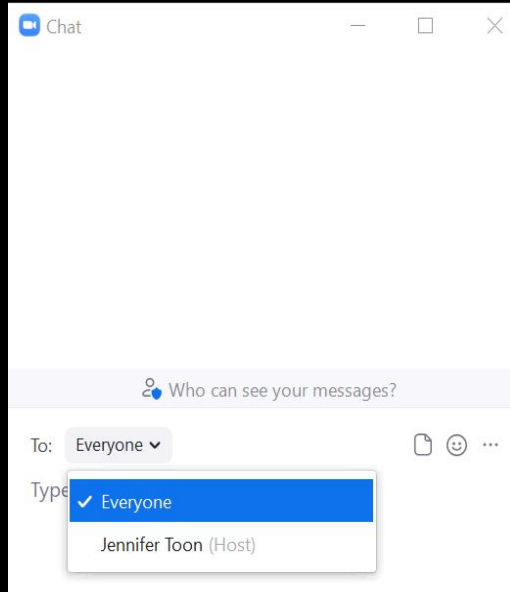 Chat
Who can see your messages?
To: Everyone
Type
Everyone
Jennifer Toon (Host)